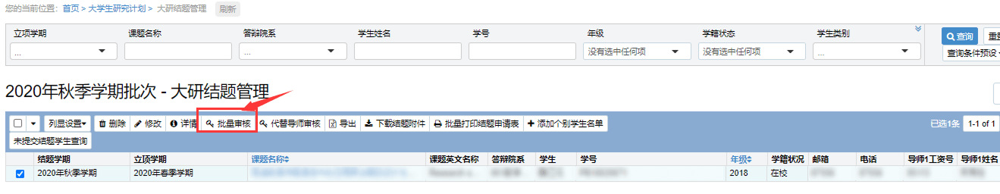 您的当前位置： 首页 > 大学生研究计划 > 大研结题管理 刷新
立项学期 课题名称 答辩院系 学生姓名 学号 年级 学籍状态 学生类别
... ... 没有选中任何项 没有选中任何项 ...
查询
查询条件预设
2020年秋季学期批次 - 大研结题管理
列显设置 删除 修改 详情 批量审核 代替导师审核 导出 下载结题附件 批量打印结题申请表 添加个别学生名单 已选1条 1-1 of 1
未提交结题学生查询
结题学期 立项学期 课题名称 课题英文名称 答辩院系 学生 学号 年级 学籍状况 邮箱 电话 导师1工资号 导师1姓名
2020年秋季学期 2020年春季学期 2018 在校